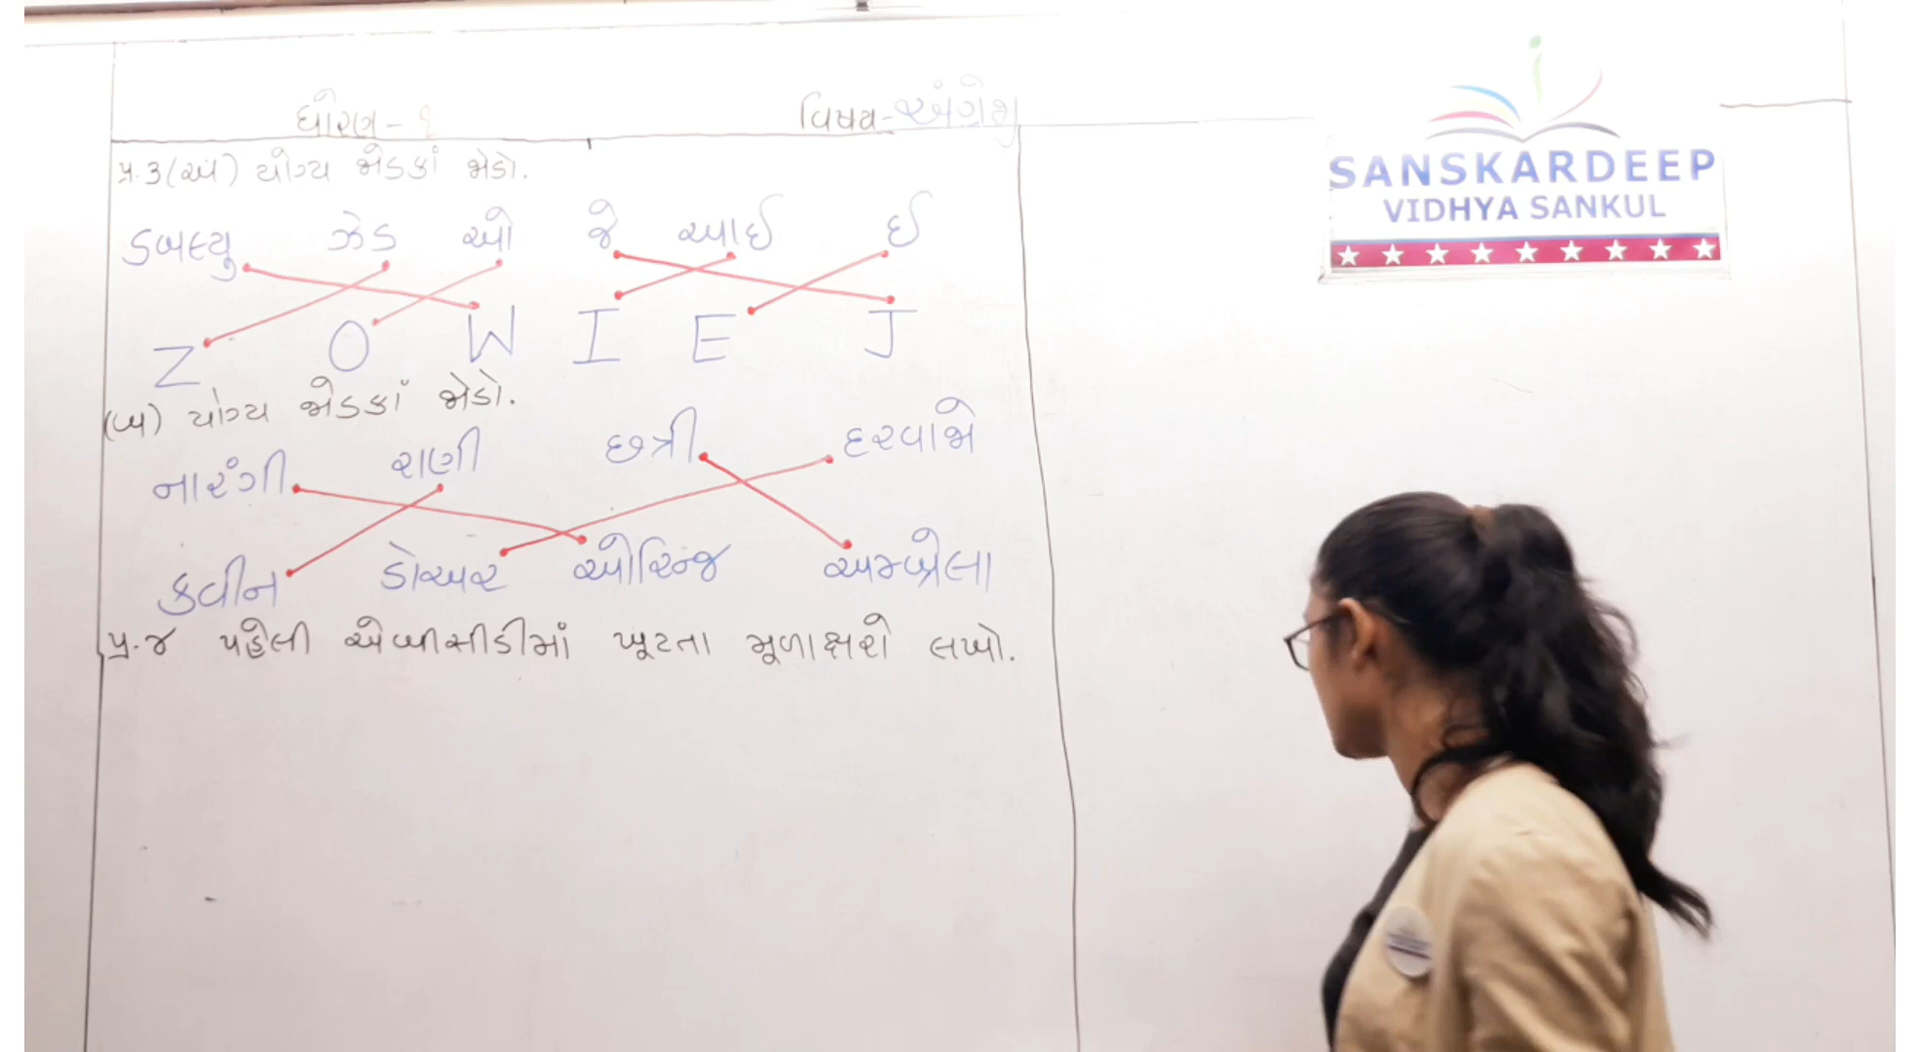 ધોરણ - ૧ વિષય - અંગ્રેજી
પ્ર.૩ (અ) યોગ્ય જોડકાં જોડો.
ડબલ્યુ ઝેડ ઓ જે આઈ ઈ
Z O W I E J
(બ) યોગ્ય જોડકાં જોડો.
નારંગી રાણી છત્રી દરવાજો
ક્વીન ડોઅર ઓરિન્જ અમ્બ્રેલા
પ્ર.૪ પહેલી એબીસીડીમાં ખૂટતા મૂળાક્ષરો લખો.
SANSKARDEEP
VIDHYA SANKUL